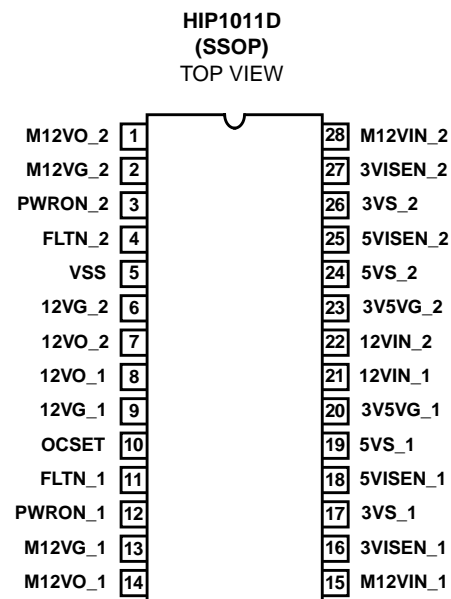 HIP1011D
(SSOP)
TOP VIEW
M12VO_2 1 28 M12VIN_2
M12VG_2 2 27 3VISEN_2
PWRON_2 3 26 3VS_2
FLTN_2 4 25 5VISEN_2
VSS 5 24 5VS_2
12VG_2 6 23 3V5VG_2
12VO_2 7 22 12VIN_2
12VO_1 8 21 12VIN_1
12VG_1 9 20 3V5VG_1
OCSET 10 19 5VS_1
FLTN_1 11 18 5VISEN_1
PWRON_1 12 17 3VS_1
M12VG_1 13 16 3VISEN_1
M12VO_1 14 15 M12VIN_1